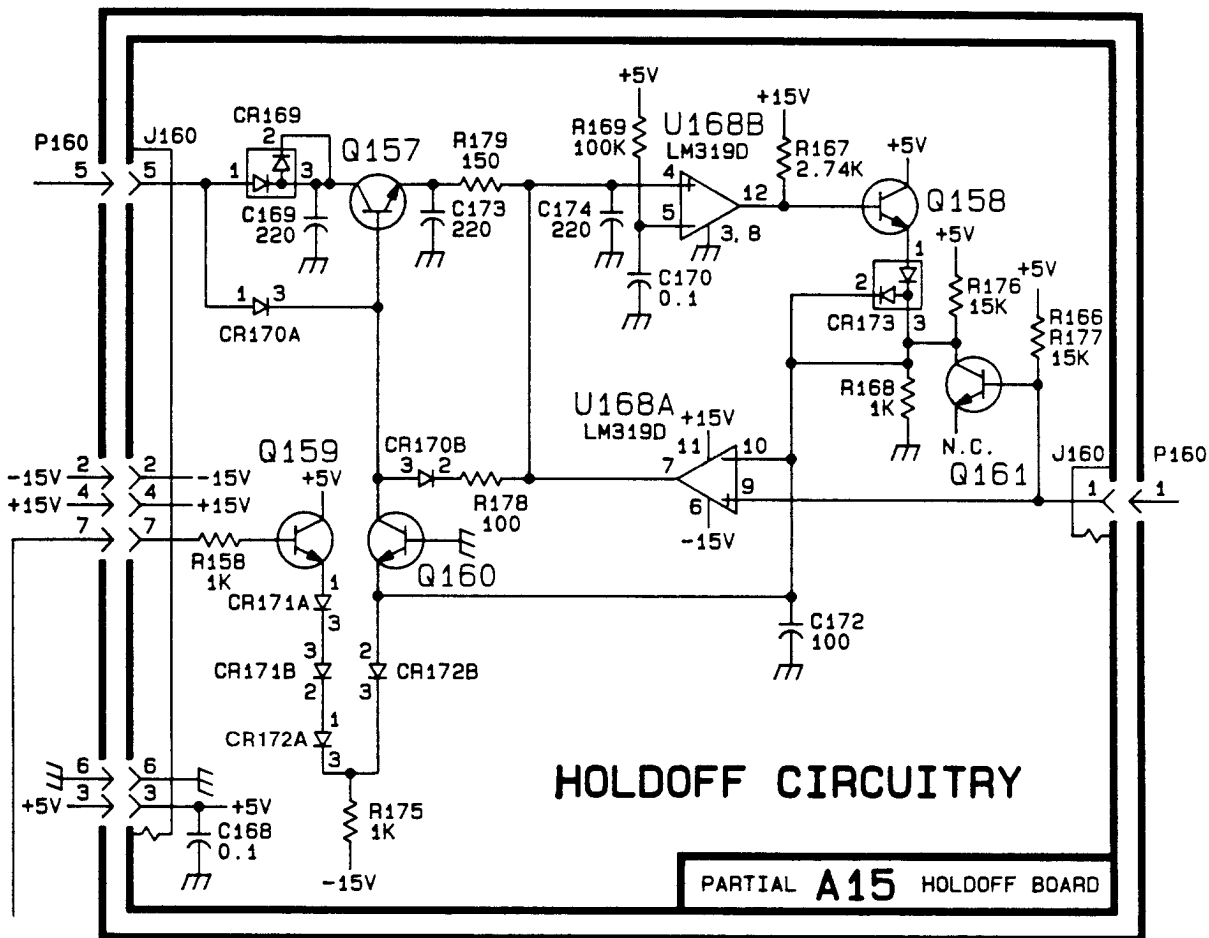 +5V
+15V
CR169
P160
J160
2
Q157
R179
150
R169
100K
U168B
LM319D
R167
2.74K
+5V
5
5
1
3
4
12
Q158
C169
220
C173
220
C174
220
5
3, 8
+5V
1
+5V
1
3
C170
0.1
2
R176
15K
CR170A
CR173
3
R166
R177
15K
R168
1K
U168A
LM319D
+15V
Q159
CR170B
11
10
N.C.
Q161
J160
P160
-15V
2
2
-15V
+5V
3
2
7
9
1
1
+15V
4
4
+15V
R178
100
6
-15V
7
7
R158
1K
Q160
1
CR171A
3
C172
100
3
2
CR171B
CR172B
2
3
1
CR172A
3
6
6
HOLDOFF CIRCUITRY
+5V
3
3
+5V
R175
1K
C168
0.1
-15V
PARTIAL A15 HOLDOFF BOARD